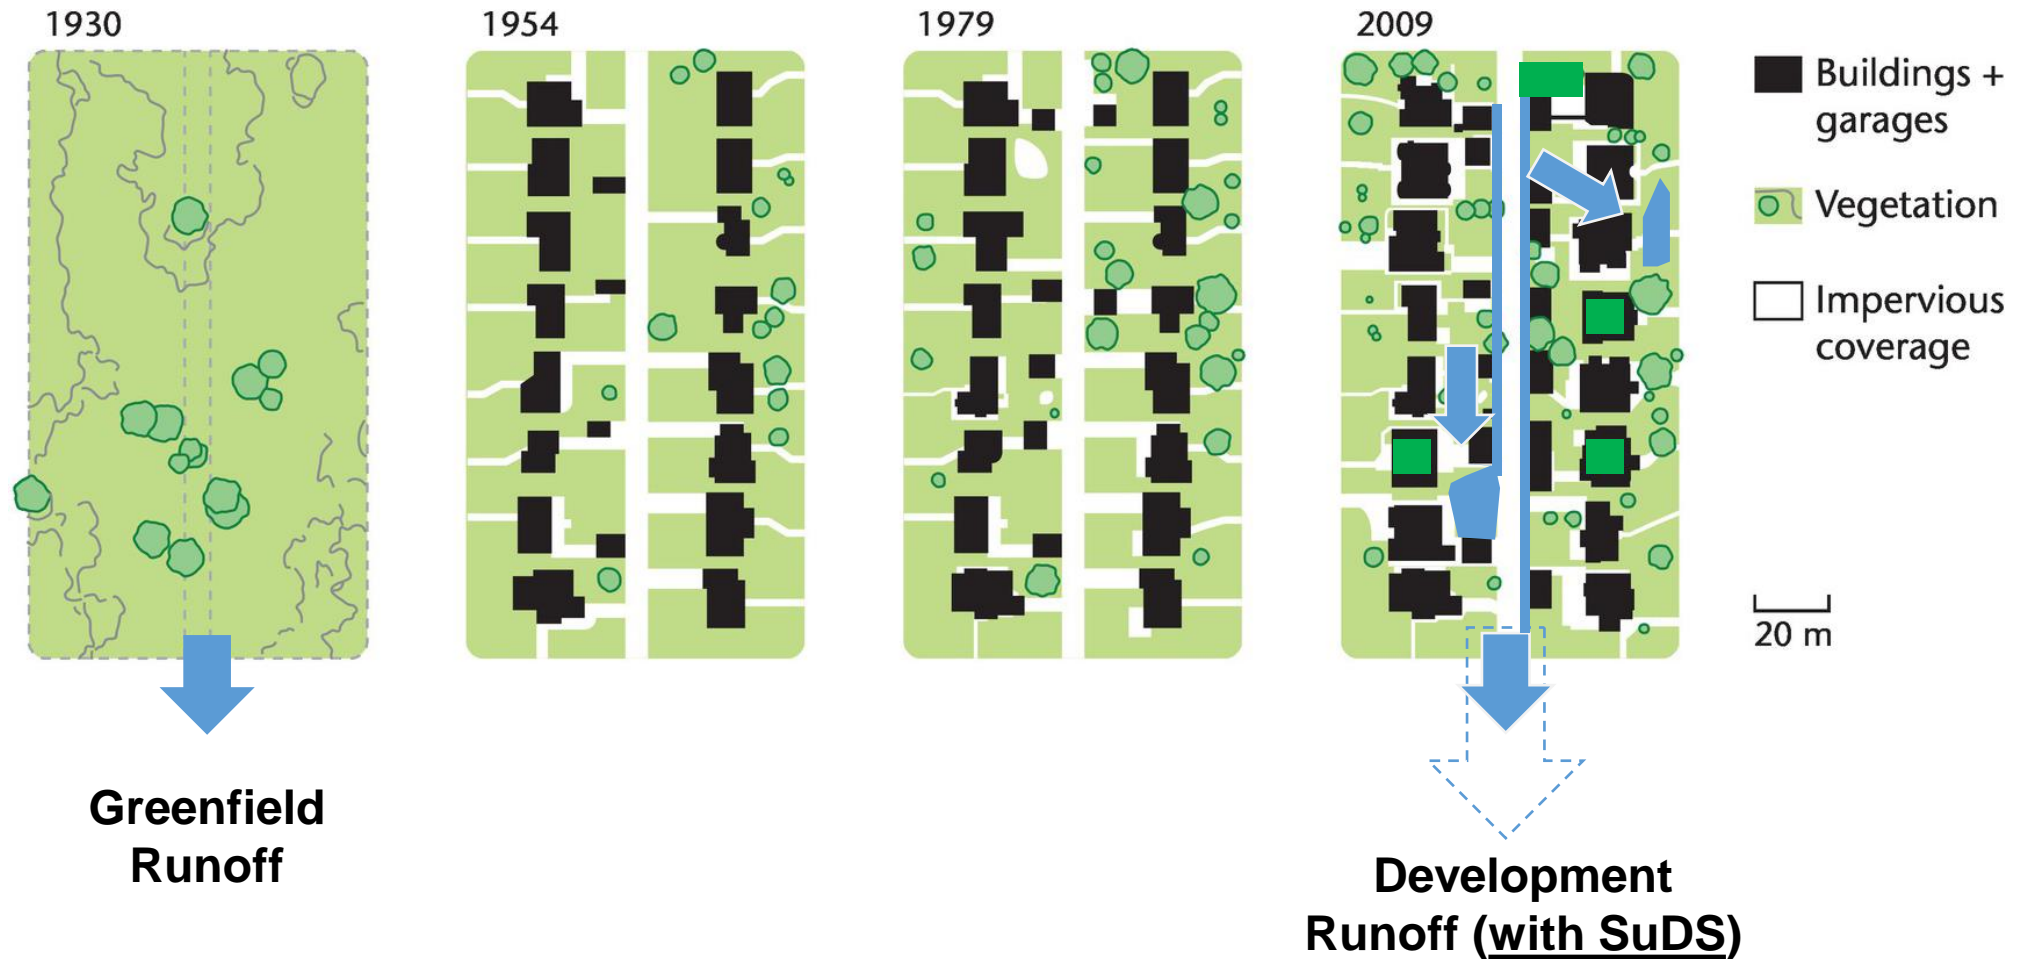 1930
1954
1979
2009
Buildings +
garages
Vegetation
Impervious
coverage
20 m
Greenfield
Runoff
Development
Runoff (with SuDS)